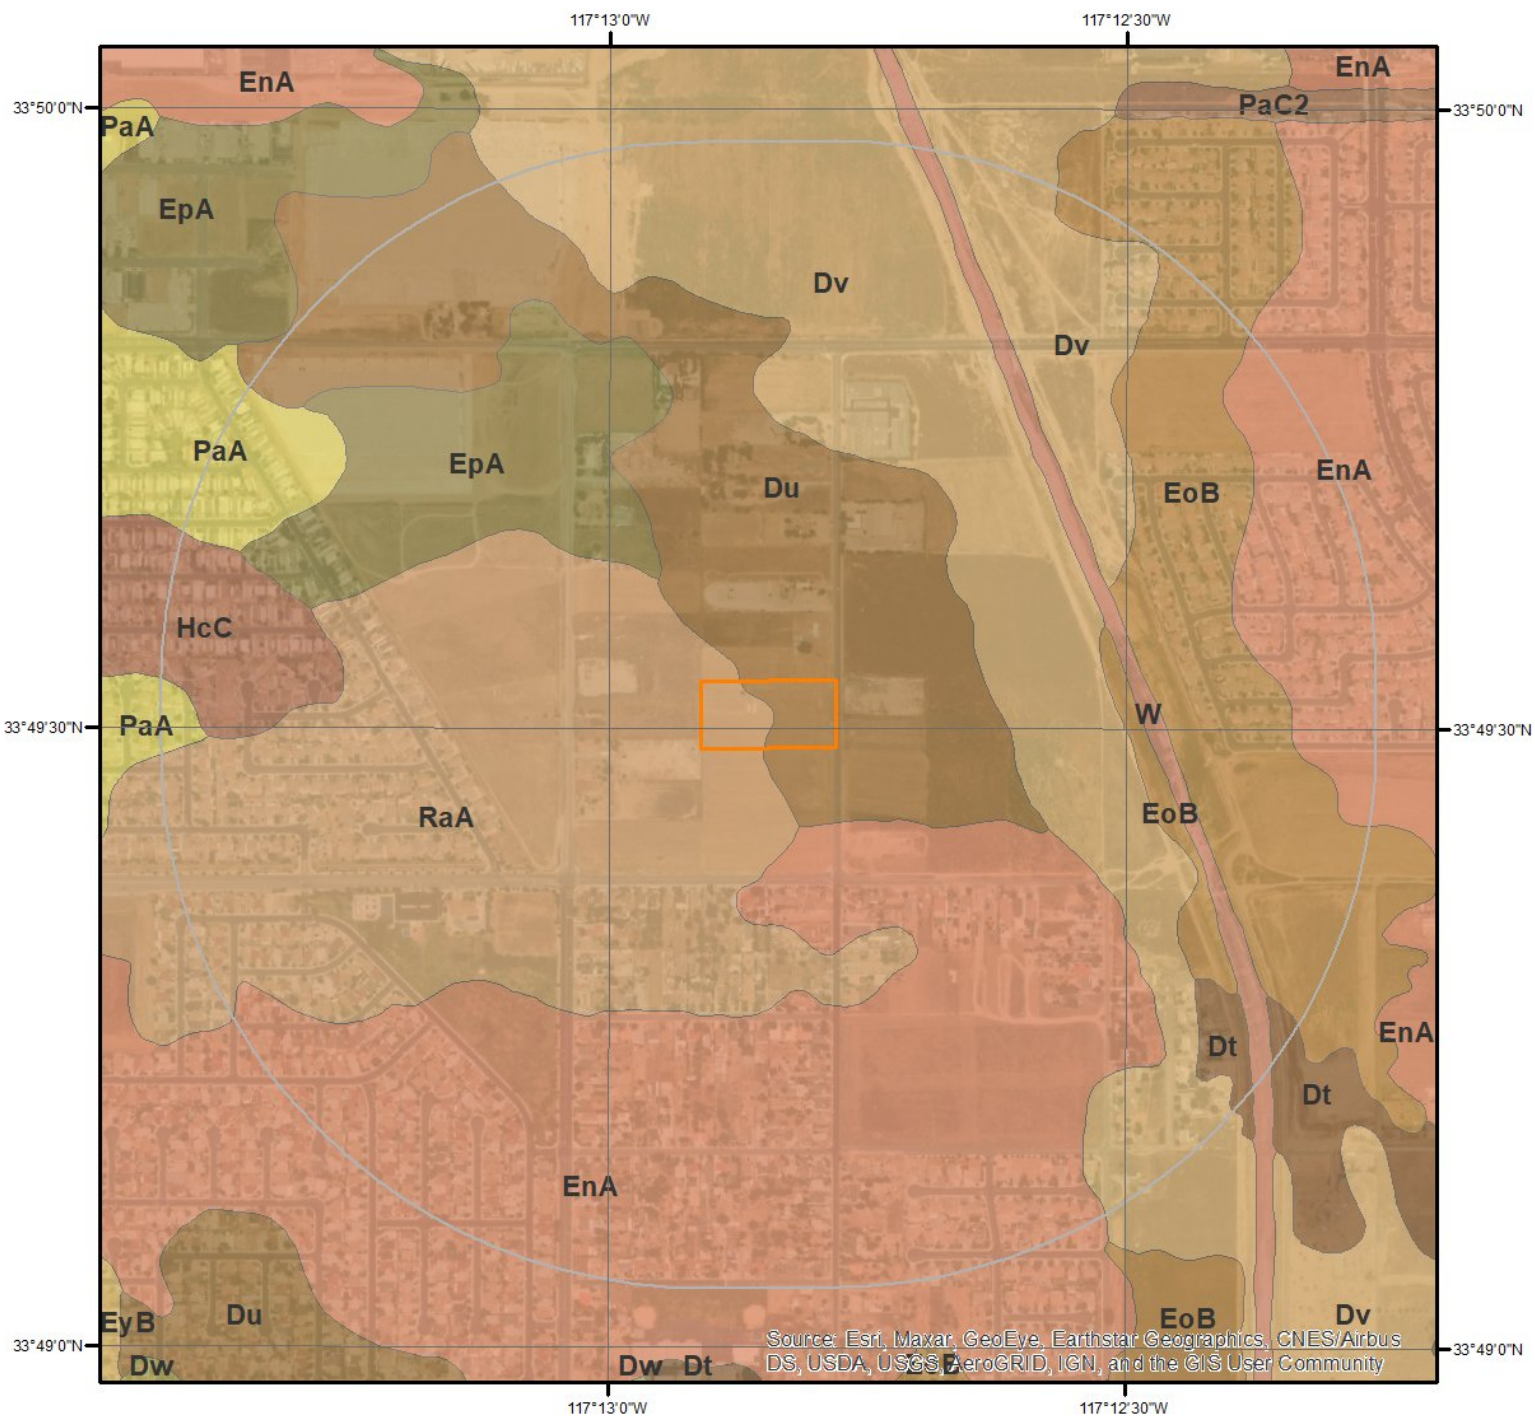 117°13'0"W 117°12'30"W
EnA EnA
33°50'0"N PaC2 33°50'0"N
PaA
EpA
Dv
Dv
PaA EpA EnA
Du EoB
HcC
W
33°49'30"N PaA 33°49'30"N
RaA EoB
EnA
Dt
Dt
EnA
EyB Du EoB Dv
33°49'0"N Source: Esri, Maxar, GeoEye, Earthstar Geographics, CNES/Airbus 33°49'0"N
Dw Dw Dt DS, USDA, USGS, AeroGRID, IGN, and the GIS User Community
117°13'0"W 117°12'30"W